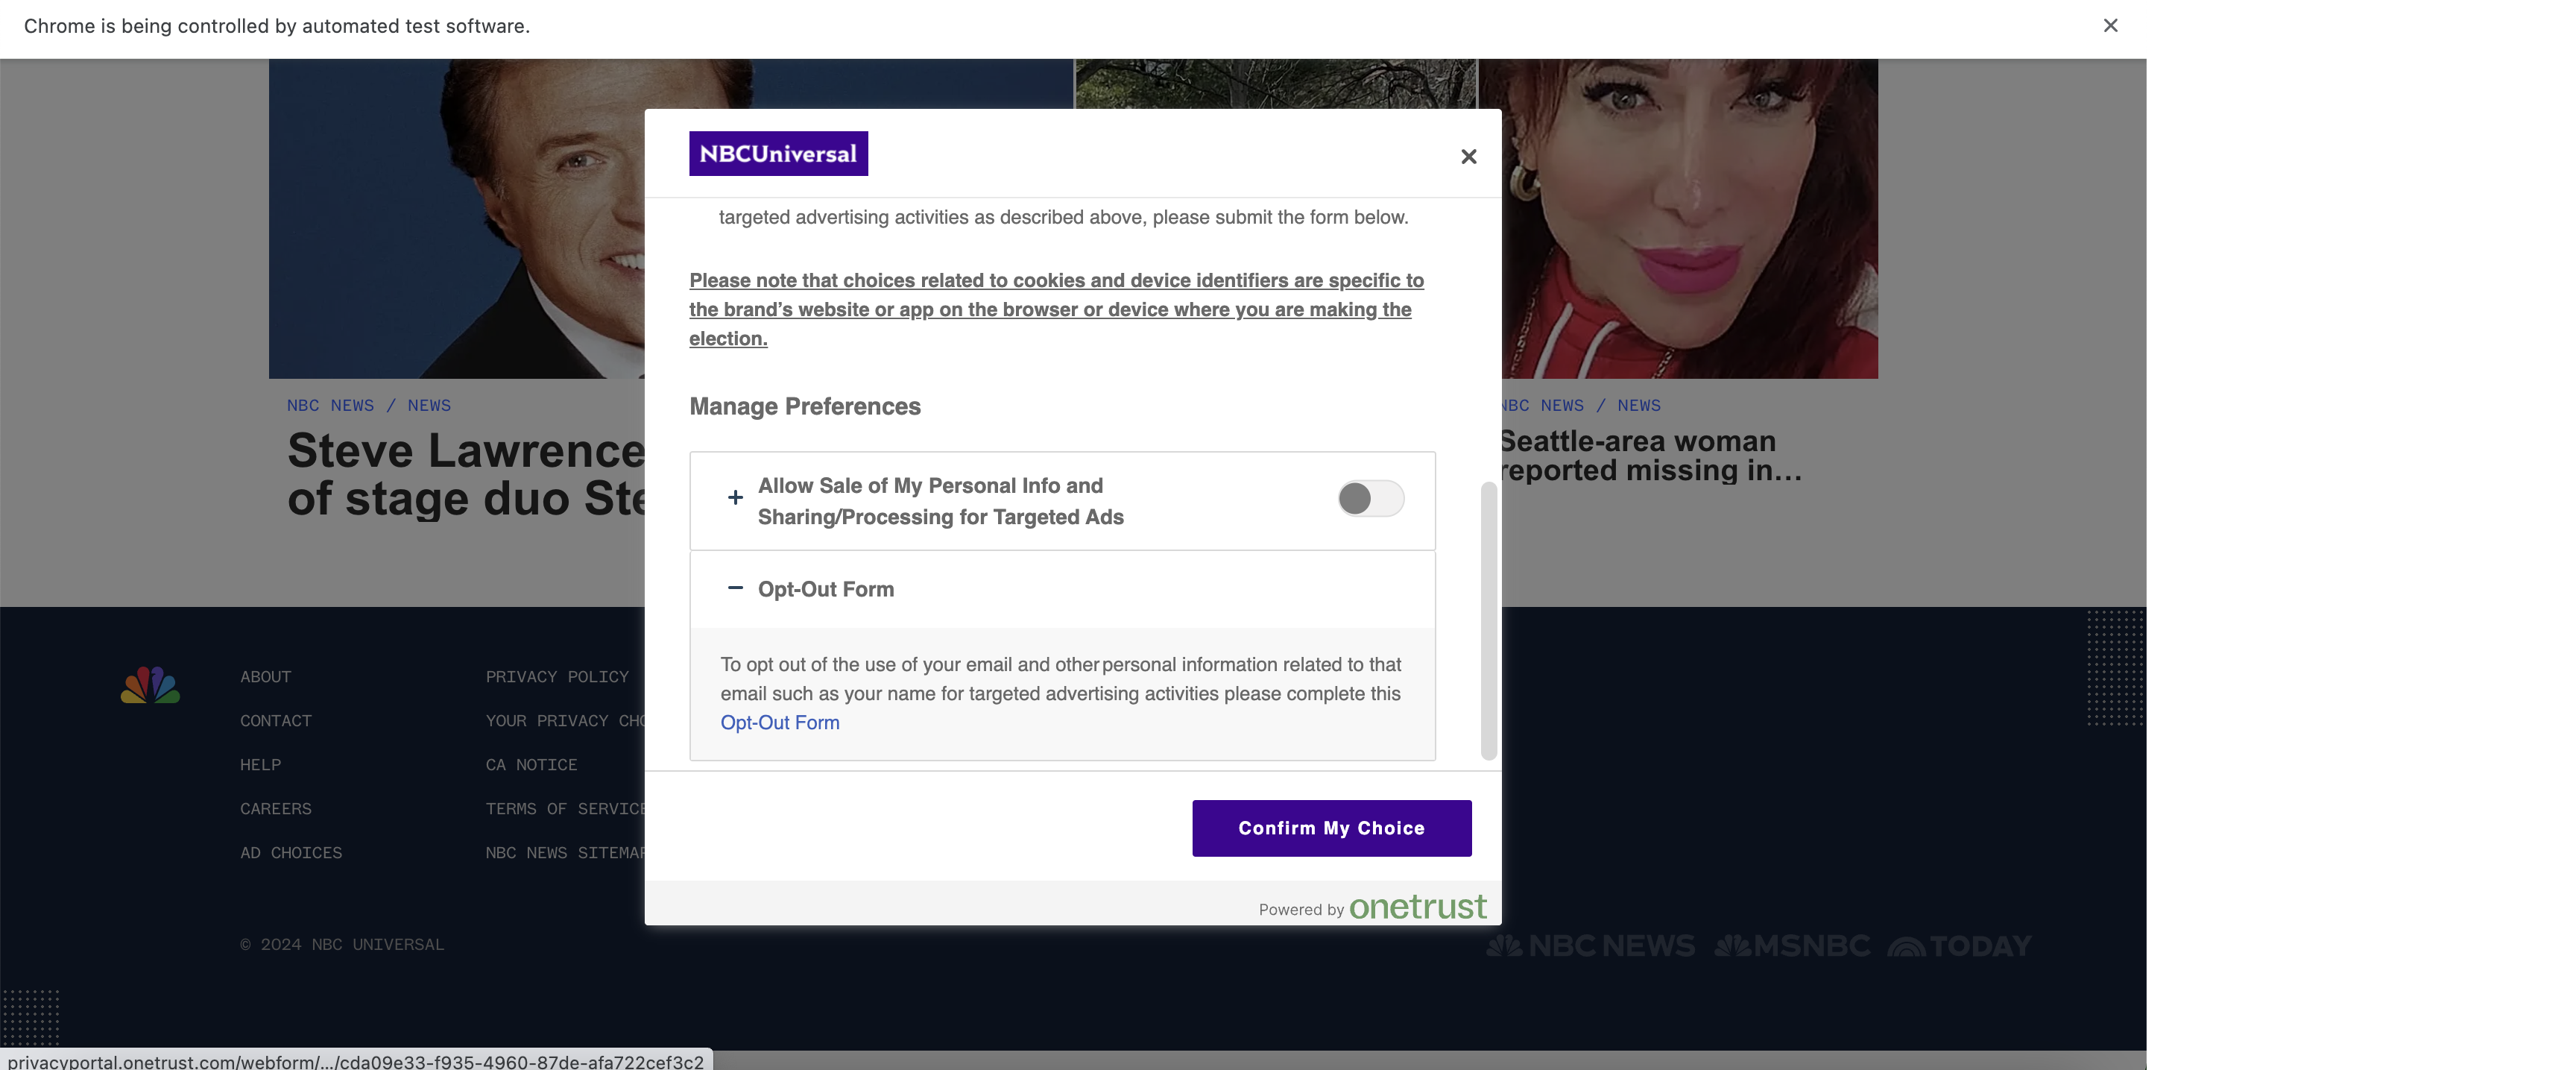 Chrome is being controlled by automated test software.
NBCUniversal
targeted advertising activities as described above, please submit the form below.
Please note that choices related to cookies and device identifiers are specific to
the brand’s website or app on the browser or device where you are making the
election.
Manage Preferences
Allow Sale of My Personal Info and
Sharing/Processing for Targeted Ads
Opt-Out Form
To opt out of the use of your email and other personal information related to that
email such as your name for targeted advertising activities please complete this
Opt-Out Form
Confirm My Choice
Powered by onetrust
NBC NEWS / NEWS
Steve Lawrence
of stage duo Ste
NBC NEWS / NEWS
Seattle-area woman
reported missing in...
ABOUT
CONTACT
HELP
CAREERS
AD CHOICES
PRIVACY POLICY
YOUR PRIVACY CHO
CA NOTICE
TERMS OF SERVICE
NBC NEWS SITEMAP
© 2024 NBC UNIVERSAL
NBC NEWS MSNBC TODAY
privacyportal.onetrust.com/webform/.../cda09e33-f935-4960-87de-afa722cef3c2